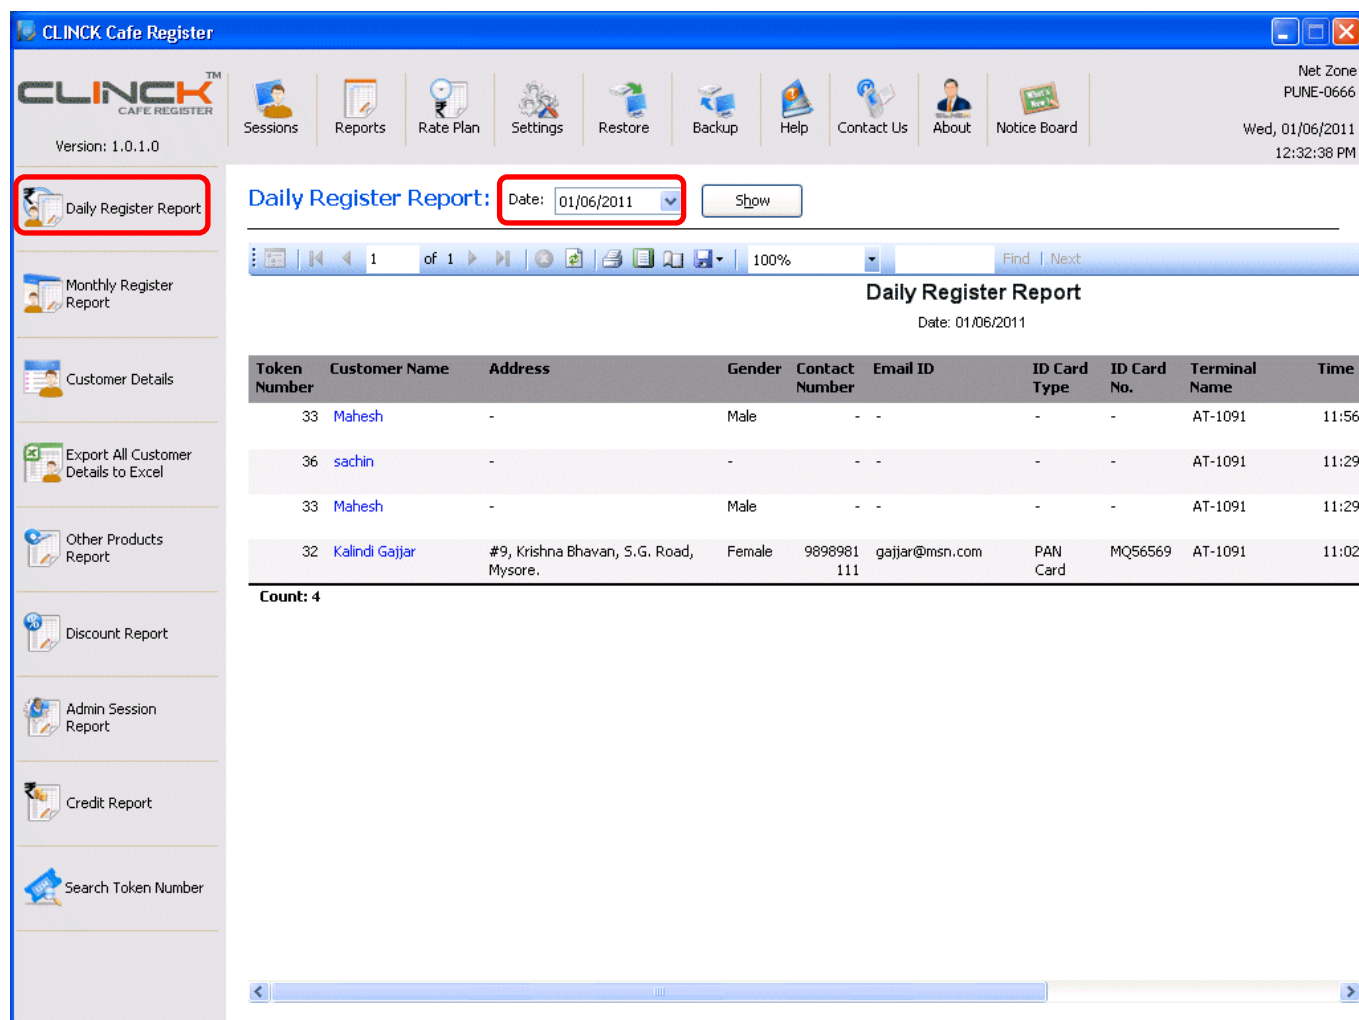 CLINCK Cafe Register
CLINCK TM
CAFE REGISTER
Version: 1.0.1.0
Sessions
Reports
Rate Plan
Settings
Restore
Backup
Help
Contact Us
About
Notice Board
Net Zone
PUNE-0666
Wed, 01/06/2011
12:32:38 PM
Daily Register Report
Monthly Register
Report
Customer Details
Export All Customer
Details to Excel
Other Products
Report
Discount Report
Admin Session
Report
Credit Report
Search Token Number
Daily Register Report: Date: 01/06/2011 Show
1 of 1 100% Find | Next
Daily Register Report
Date: 01/06/2011
Token Customer Name Address Gender Contact Email ID ID Card ID Card Terminal Time
Number Number Type No. Name
33 Mahesh - Male - - - - AT-1091 11:56
36 sachin - - - - - - AT-1091 11:29
33 Mahesh - Male - - - - AT-1091 11:29
32 Kalindi Gajjar #9, Krishna Bhavan, S.G. Road, Female 9898981 gajjar@msn.com PAN MQ56569 AT-1091 11:02
Mysore. 111 Card
Count: 4